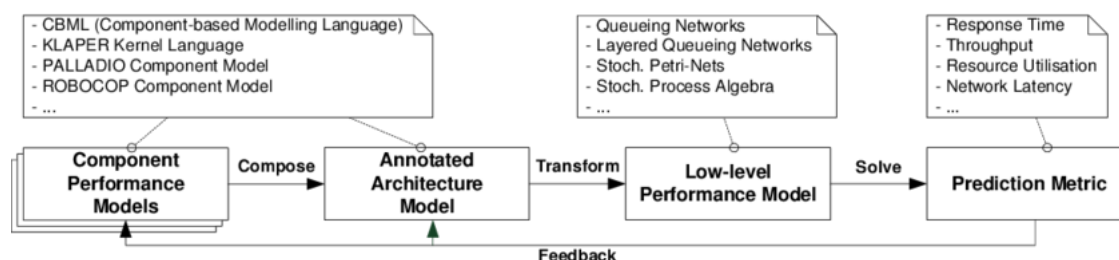 - CBML (Component-based Modelling Language)
- KLAPER Kernel Language
- PALLADIO Component Model
- ROBOCOP Component Model
- ...
- Queueing Networks
- Layered Queueing Networks
- Stoch. Petri-Nets
- Stoch. Process Algebra
- ...
- Response Time
- Throughput
- Resource Utilisation
- Network Latency
- ...
Component
Performance
Models
Compose
Annotated
Architecture
Model
Transform
Low-level
Performance Model
Solve
Prediction Metric
Feedback